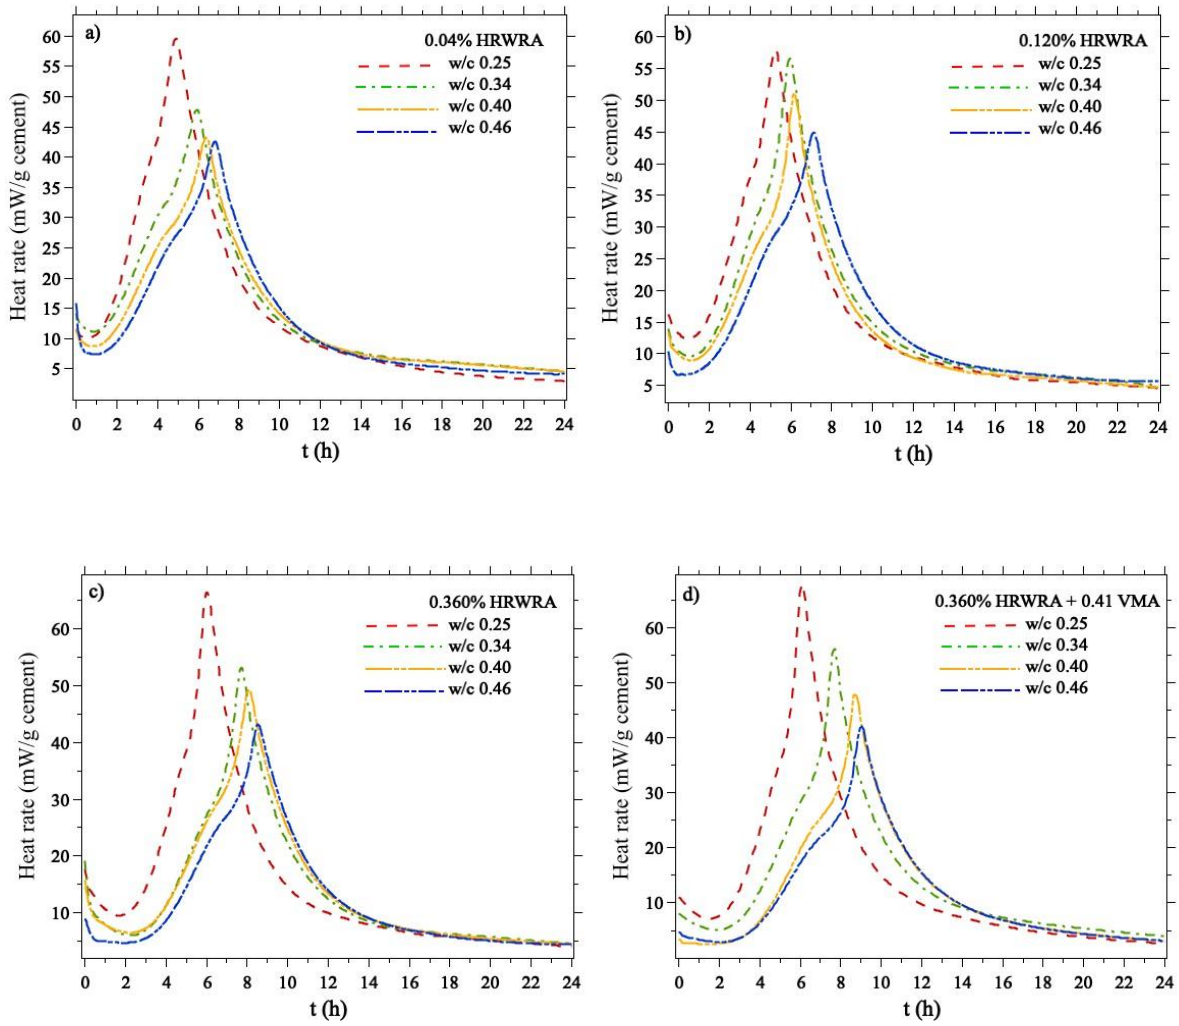 a)
0.04% HRWRA
w/c 0.25
w/c 0.34
w/c 0.40
w/c 0.46
Heat rate (mW/g cement)
60
55
50
45
40
35
30
25
20
15
10
5
0 2 4 6 8 10 12 14 16 18 20 22 24
t (h)
b)
0.120% HRWRA
w/c 0.25
w/c 0.34
w/c 0.40
w/c 0.46
Heat rate (mW/g cement)
60
55
50
45
40
35
30
25
20
15
10
5
0 2 4 6 8 10 12 14 16 18 20 22 24
t (h)
c)
0.360% HRWRA
w/c 0.25
w/c 0.34
w/c 0.40
w/c 0.46
Heat rate (mW/g cement)
60
50
40
30
20
10
0 2 4 6 8 10 12 14 16 18 20 22 24
t (h)
d)
0.360% HRWRA + 0.41 VMA
w/c 0.25
w/c 0.34
w/c 0.40
w/c 0.46
Heat rate (mW/g cement)
60
50
40
30
20
10
0 2 4 6 8 10 12 14 16 18 20 22 24
t (h)